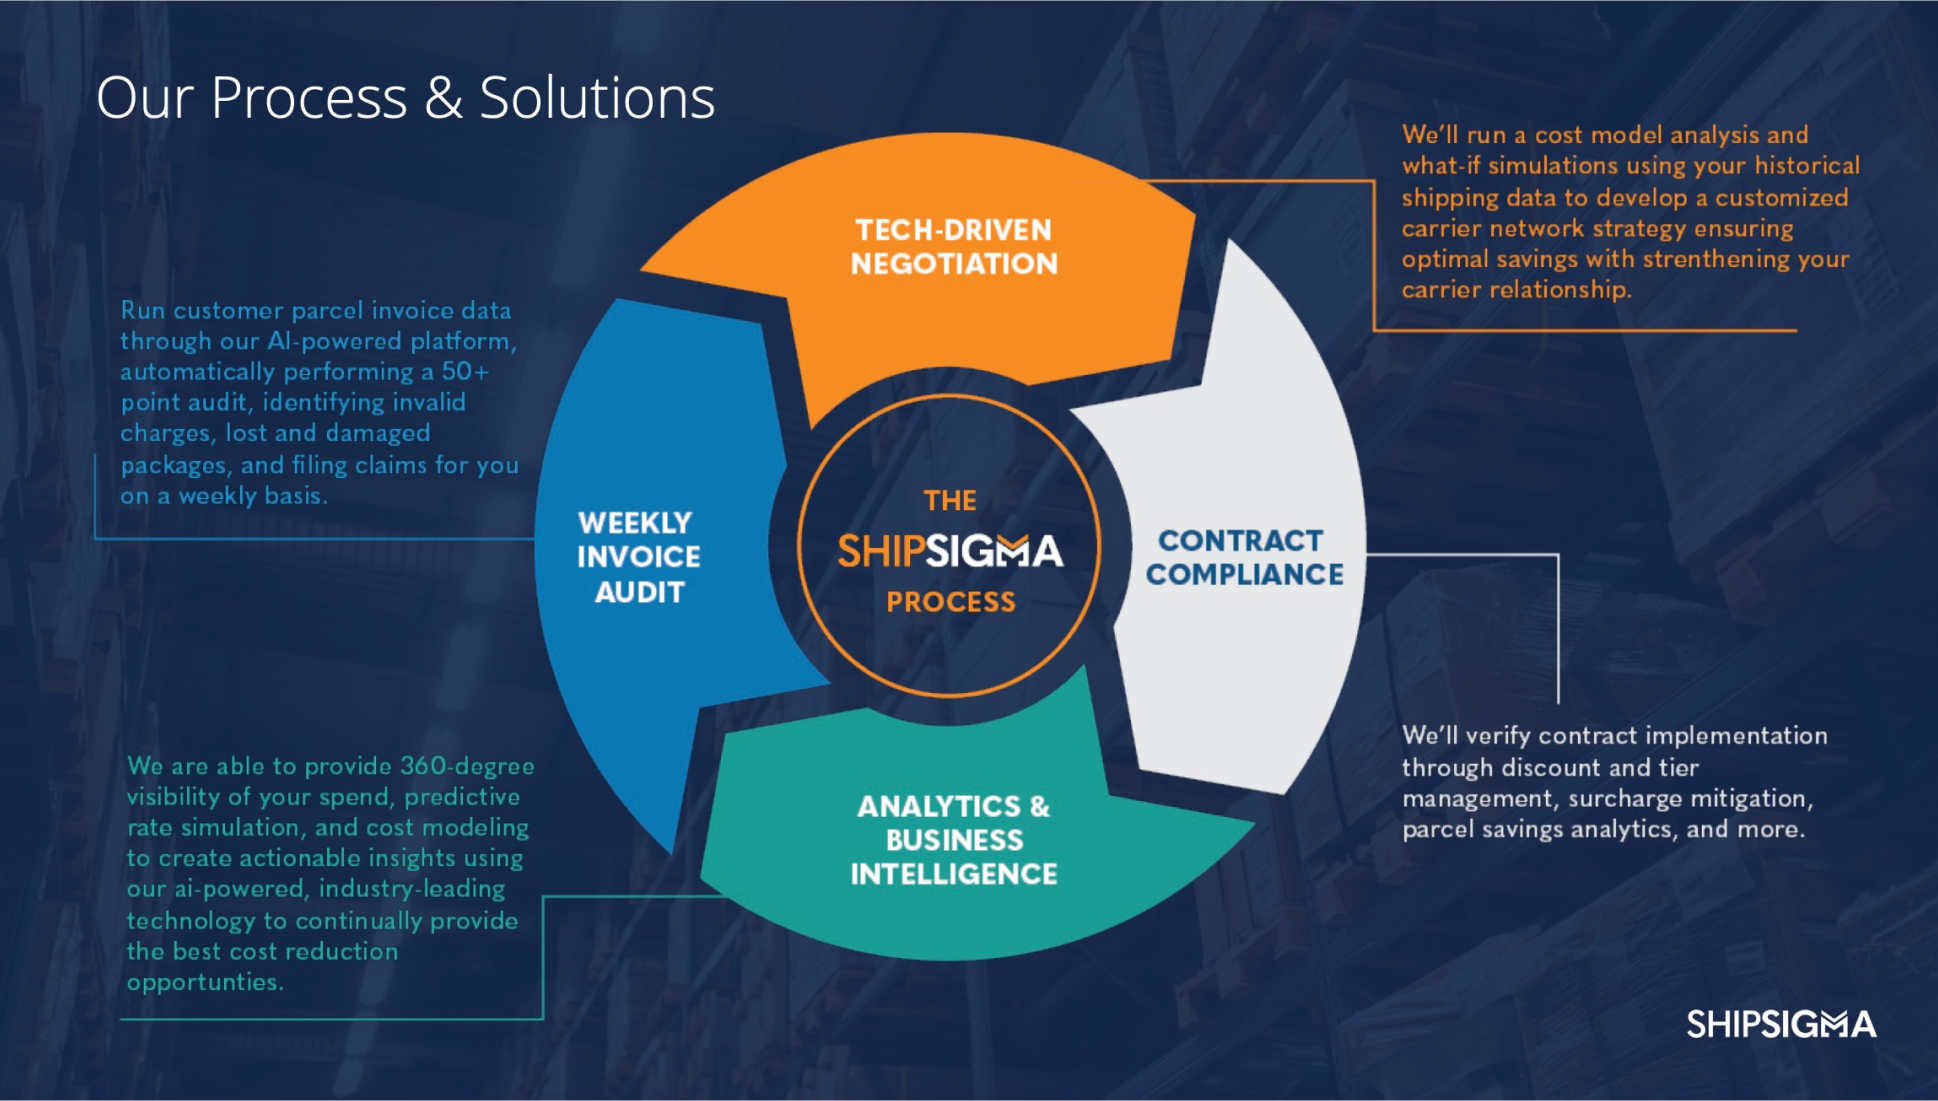 Our Process & Solutions
TECH-DRIVEN
NEGOTIATION
We'll run a cost model analysis and
what-if simulations using your historical
shipping data to develop a customized
carrier network strategy ensuring
optimal savings with strenthening your
carrier relationship.
Run customer parcel invoice data
through our AI-powered platform,
automatically performing a 50+
point audit, identifying invalid
charges, lost and damaged
packages, and filing claims for you
on a weekly basis.
WEEKLY
INVOICE
AUDIT
THE
SHIPSIGMA
PROCESS
CONTRACT
COMPLIANCE
We'll verify contract implementation
through discount and tier
management, surcharge mitigation,
parcel savings analytics, and more.
We are able to provide 360-degree
visibility of your spend, predictive
rate simulation, and cost modeling
to create actionable insights using
our ai-powered, industry-leading
technology to continually provide
the best cost reduction
opportunties.
ANALYTICS &
BUSINESS
INTELLIGENCE
SHIPSIGMA